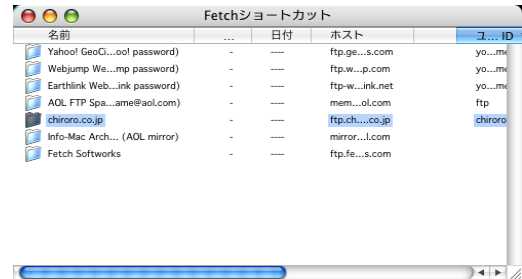 Fetchショートカット
名前 ... 日付 ホスト ユ... ID
Yahoo! GeoCi...oo! password) - ---- ftp.ge...s.com yo...me
Webjump We...mp password) - ---- ftp.w...p.com yo...me
Earthlink Web...ink password) - ---- ftp-w...ink.net yo...me
AOL FTP Spa...ame@aol.com) - ---- mem...ol.com ftp
chiroro.co.jp - ---- ftp.ch....co.jp chiroro
Info-Mac Arch... (AOL mirror) - ---- mirror...l.com
Fetch Softworks - ---- ftp.fe...s.com